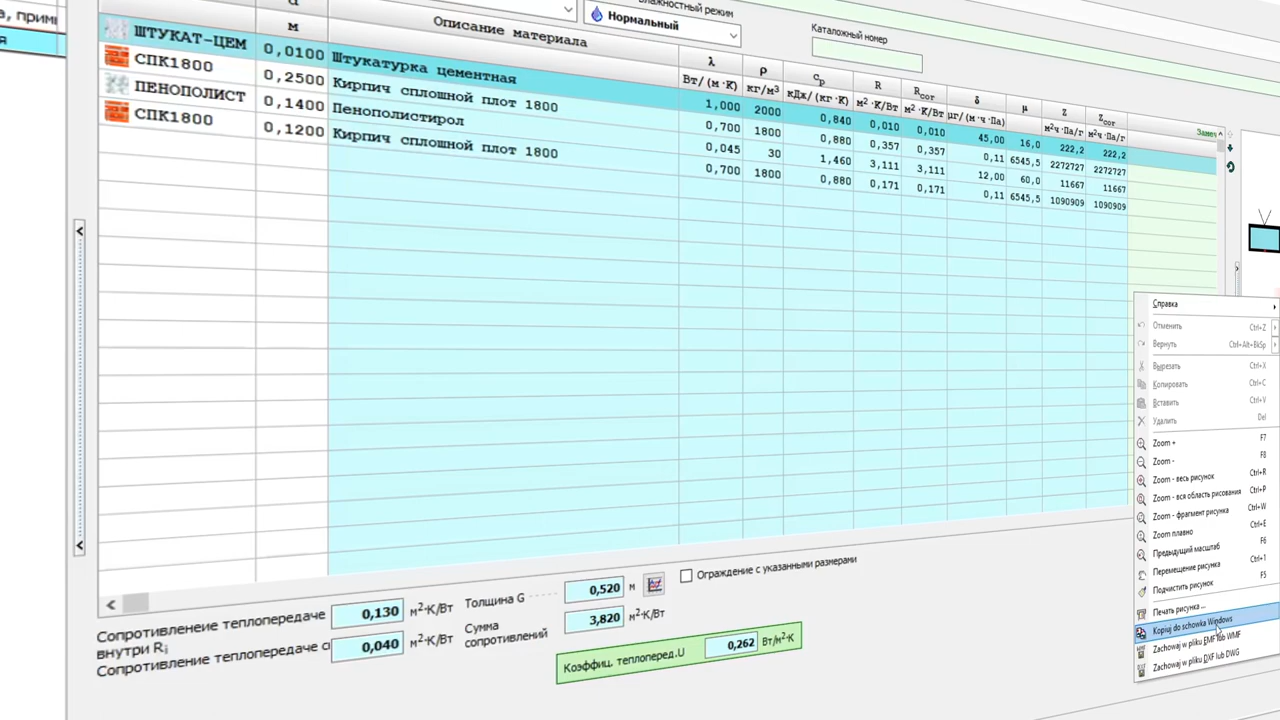 , прим
я
м
Описание материала
Нормальный
Каталожный номер
λ
Вт/(м·К)
ρ
кг/м³
cp
кДж/(кг·К)
R
м²·К/Вт
Rcor
м²·К/Вт
δ
μ
Z
м²ч·Па/г
Zcor
м²ч·Па/г
ШТУКАТ-ЦЕМ 0,0100 Штукатурка цементная 1,000 2000 0,840 0,010 0,010 45,00 16,0 222,2 222,2
СПК1800 0,2500 Кирпич сплошной плот 1800 0,700 1800 0,880 0,357 0,357 0,11 6545,5 2272727 2272727
ПЕНОПОЛИСТ 0,1400 Пенополистирол 0,045 30 1,460 3,111 3,111 12,00 60,0 11667 11667
СПК1800 0,1200 Кирпич сплошной плот 1800 0,700 1800 0,880 0,171 0,171 0,11 6545,5 1090909 1090909
Справка
Отменить Ctrl+Z
Вернуть Ctrl+Alt+BkSp
Вырезать Ctrl+X
Копировать Ctrl+C
Вставить Ctrl+V
Удалить Del
Zoom + F7
Zoom - F8
Zoom - весь рисунок Ctrl+R
Zoom - вся область рисования Ctrl+P
Zoom - фрагмент рисунка Ctrl+W
Zoom плавно Ctrl+E
Предыдущий масштаб F6
Перемещение рисунка Ctrl+1
Подчистить рисунок F5
Печать рисунка ...
Kopiuj do schowka Windows
Zachowaj w pliku EMF lub WMF
Zachowaj w pliku DXF lub DWG
Сопротивленеие теплопередаче
внутри Ri
0,130 м²·К/Вт
Толщина G 0,520 м
Ограждение с указанными размерами
Сопротивление теплопередаче
0,040 м²·К/Вт
Сумма
сопротивлений
3,820 м²·К/Вт
Коэффиц. теплоперед.U 0,262 Вт/м²·К